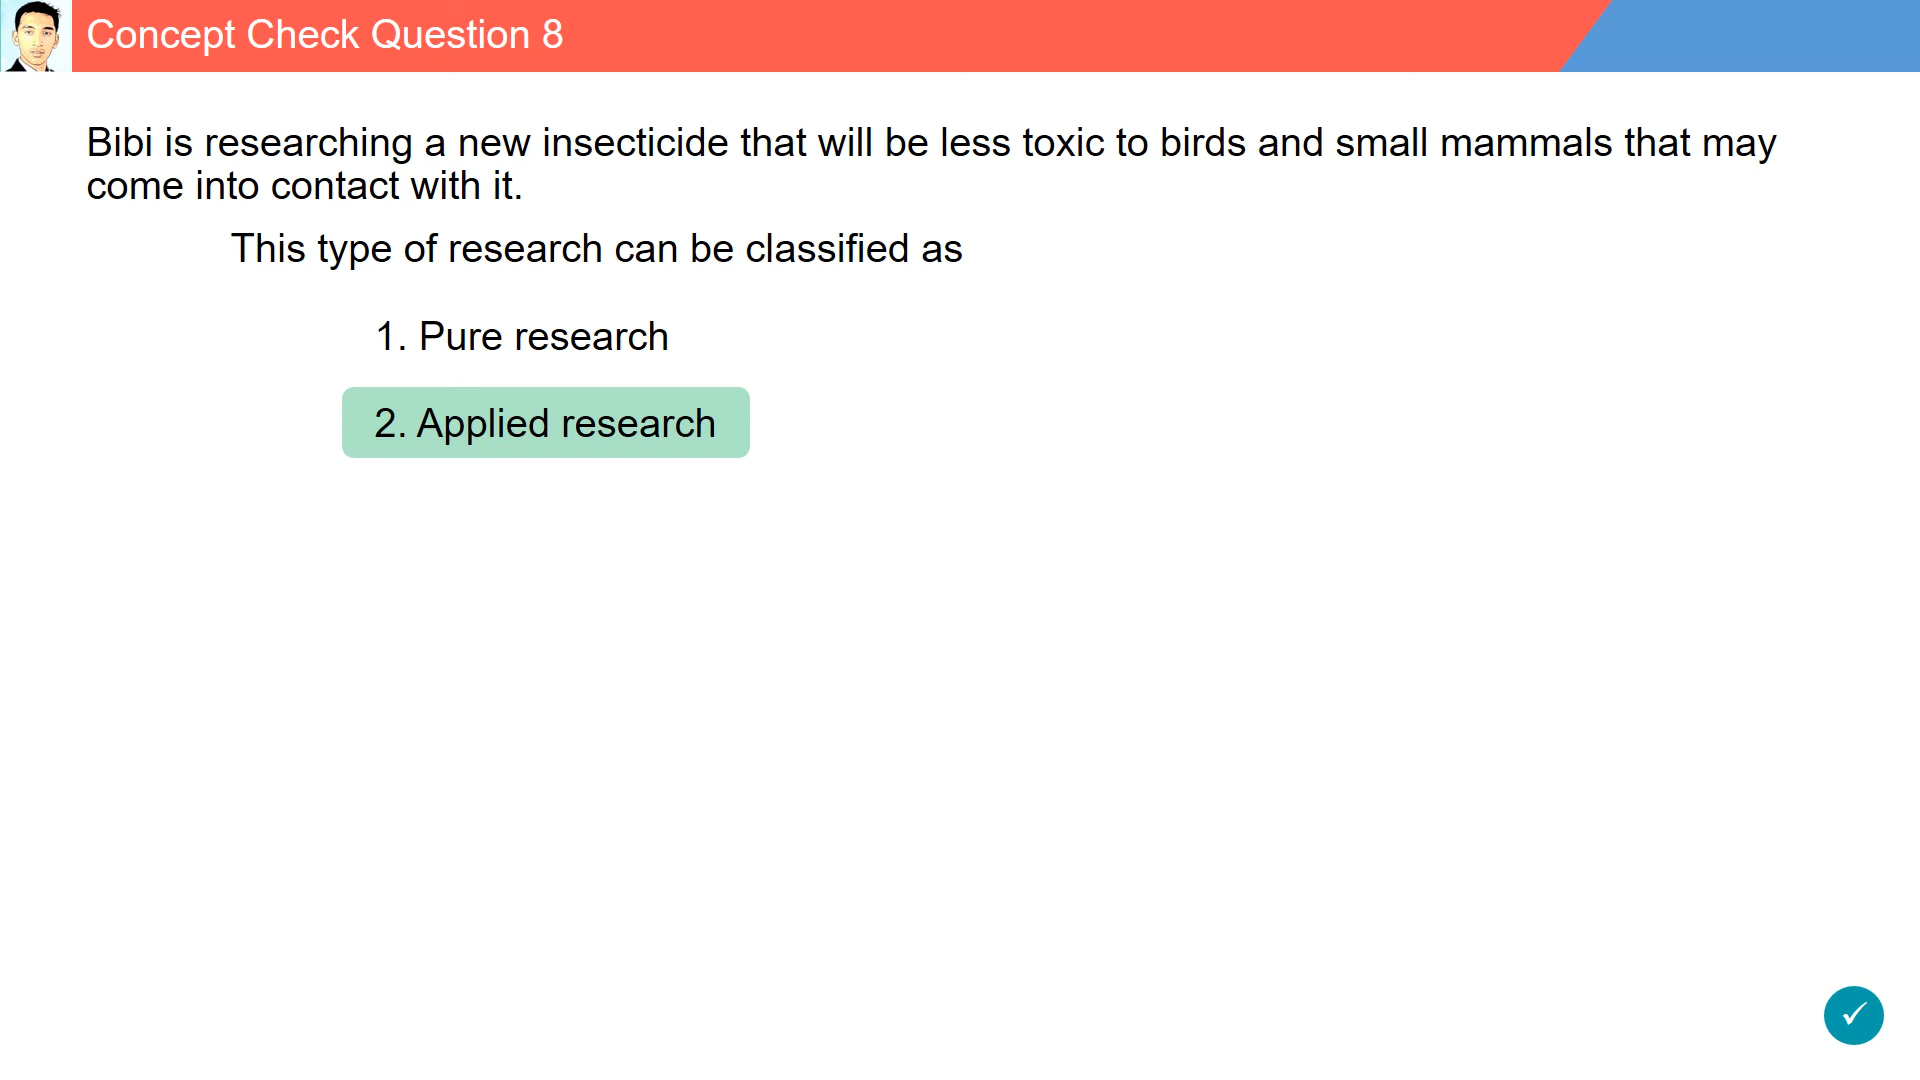 Concept Check Question 8
Bibi is researching a new insecticide that will be less toxic to birds and small mammals that may
come into contact with it.
This type of research can be classified as
1. Pure research
2. Applied research